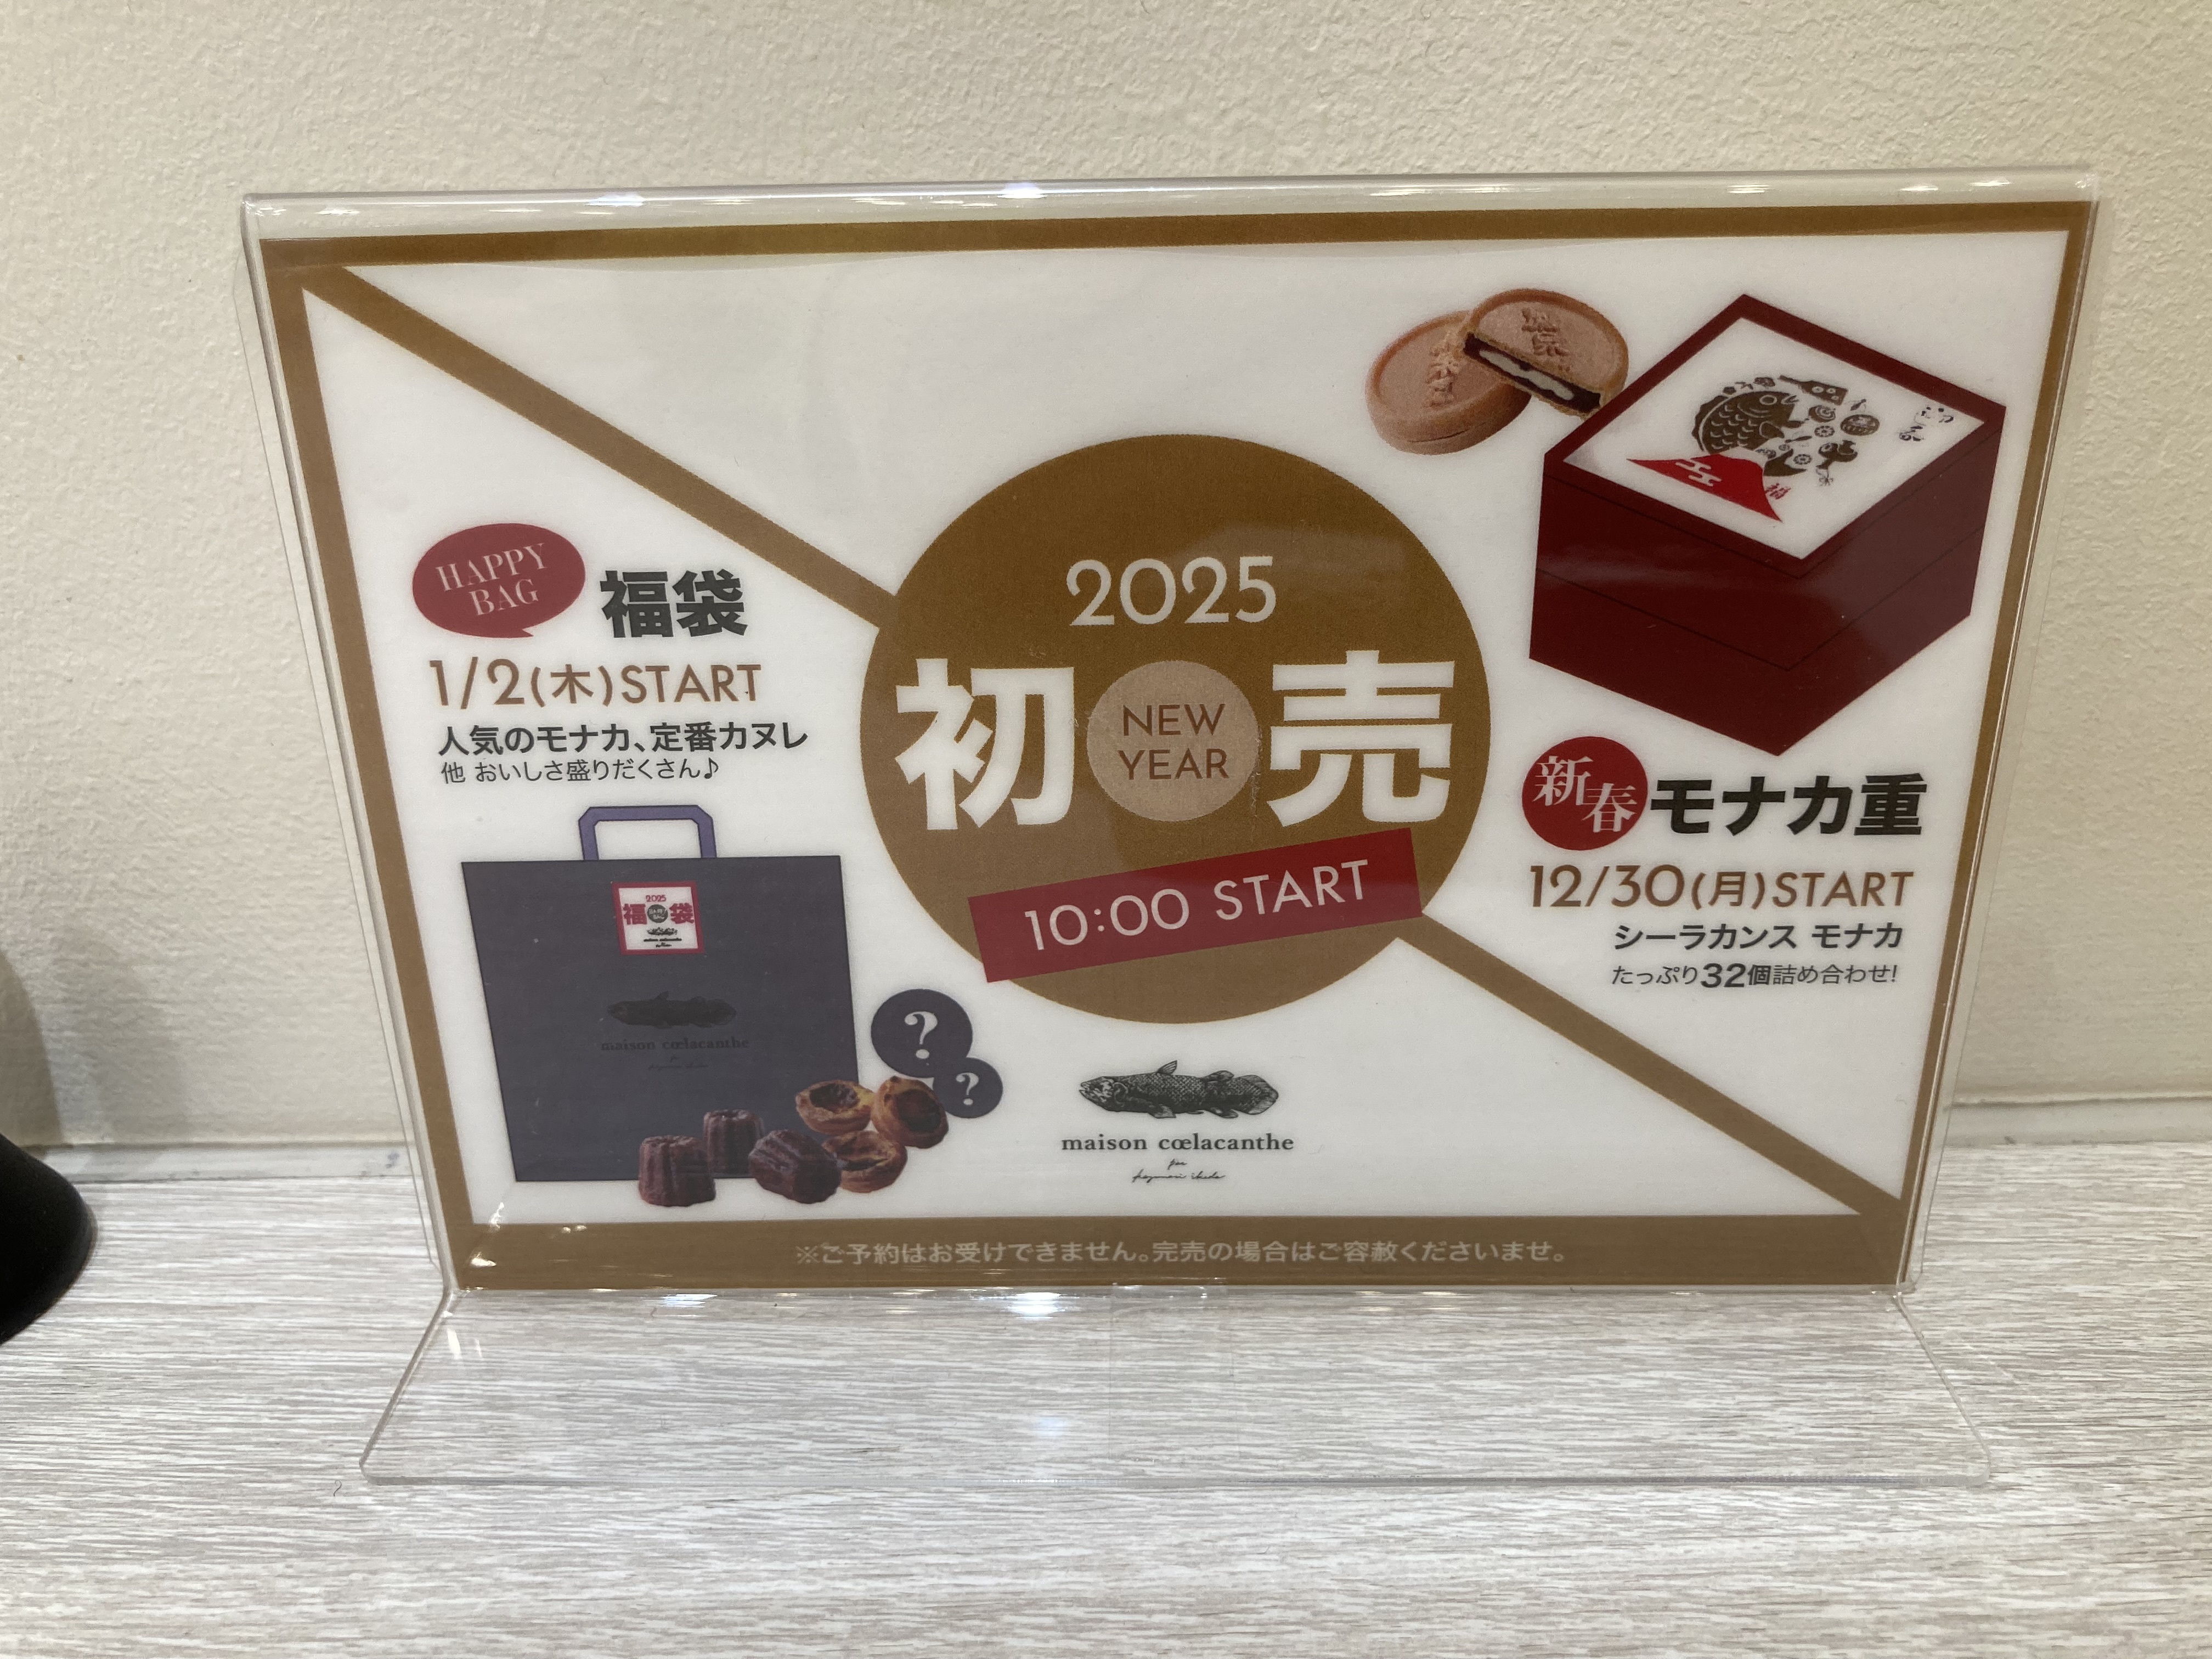 2025
初売
NEW
YEAR
10:00 START
HAPPY
BAG
福袋
1/2(木)START
人気のモナカ、定番カヌレ
他 おいしさ盛りだくさん♪
2025
福袋
maison cœlacanthe
?
?
新春
モナカ重
12/30(月)START
シーラカンス モナカ
たっぷり32個詰め合わせ!
maison cœlacanthe
※ご予約はお受けできません。完売の場合はご容赦くださいませ。